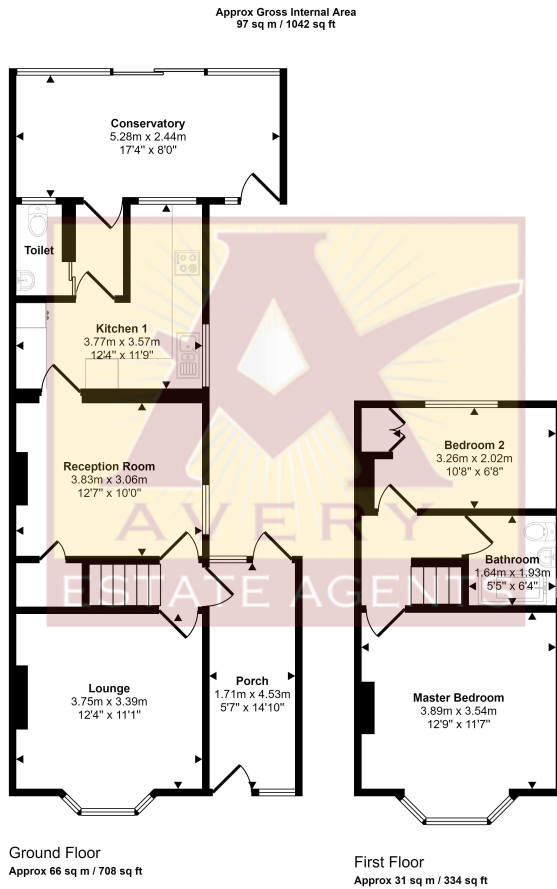 Approx Gross Internal Area
97 sq m / 1042 sq ft
Conservatory
5.28m x 2.44m
17'4" x 8'0"
Toilet
Kitchen 1
3.77m x 3.57m
12'4" x 11'9"
Reception Room
3.83m x 3.06m
12'7" x 10'0"
Bedroom 2
3.26m x 2.02m
10'8" x 6'8"
AVERY
ESTATE AGENTS
Bathroom
1.64m x 1.93m
5'5" x 6'4"
Lounge
3.75m x 3.39m
12'4" x 11'1"
Porch
1.71m x 4.53m
5'7" x 14'10"
Master Bedroom
3.89m x 3.54m
12'9" x 11'7"
Ground Floor
Approx 66 sq m / 708 sq ft
First Floor
Approx 31 sq m / 334 sq ft